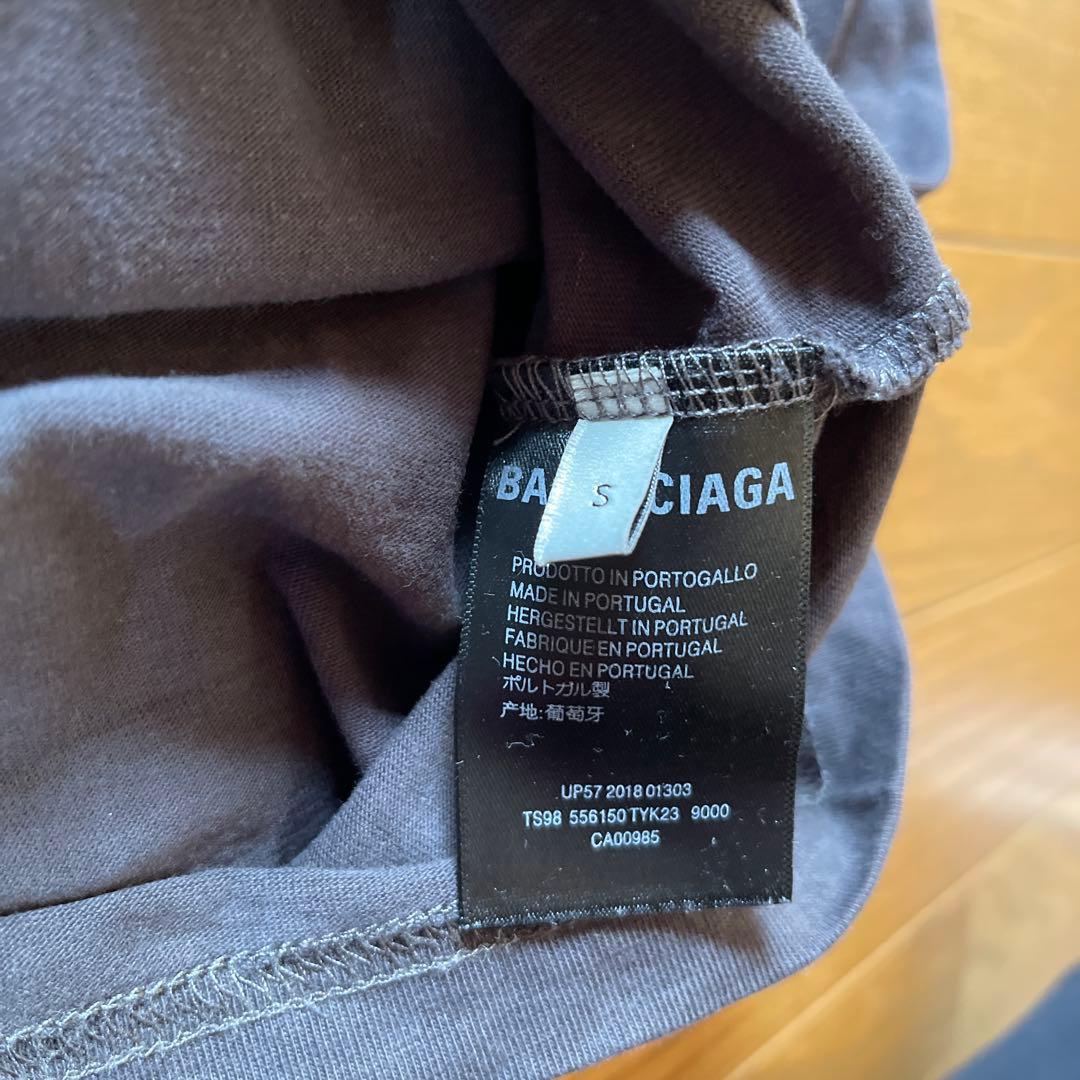 BA CIAGA
S
PRODOTTO IN PORTOGALLO
MADE IN PORTUGAL
HERGESTELLT IN PORTUGAL
FABRIQUE EN PORTUGAL
HECHO EN PORTUGAL
ポルトガル製
产地:葡萄牙
UP57 2018 01303
TS98 556150 TYK23 9000
CA00985